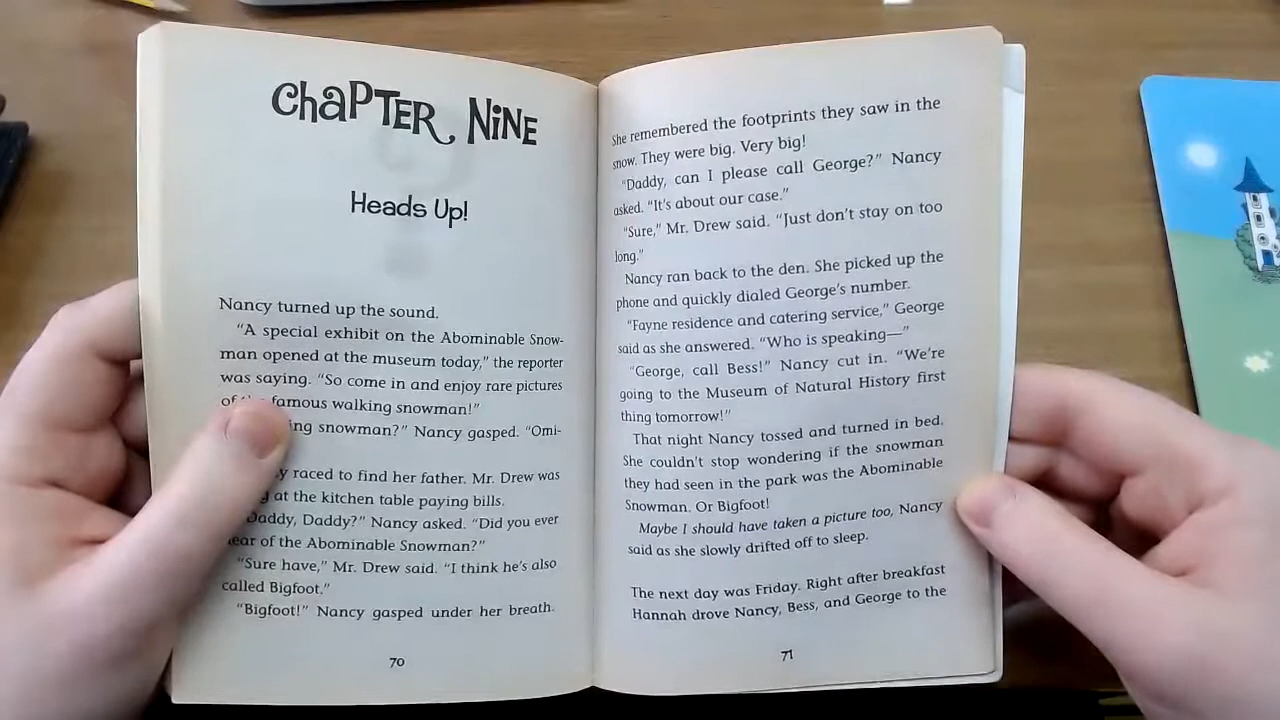 chaPTER NiNE
Heads Up!
Nancy turned up the sound.
"A special exhibit on the Abominable Snow-
man opened at the museum today," the reporter
was saying. "So come in and enjoy rare pictures
of the famous walking snowman!"
snowman?" Nancy gasped. "Omi-
raced to find her father. Mr. Drew was
at the kitchen table paying bills.
"Daddy, Daddy?" Nancy asked. "Did you ever
hear of the Abominable Snowman?"
"Sure have," Mr. Drew said. "I think he's also
called Bigfoot."
"Bigfoot!" Nancy gasped under her breath.
70
She remembered the footprints they saw in the
snow. They were big. Very big!
"Daddy, can I please call George?" Nancy
asked. "It's about our case."
"Sure," Mr. Drew said. "Just don't stay on too
long."
Nancy ran back to the den. She picked up the
phone and quickly dialed George's number.
"Fayne residence and catering service," George
said as she answered. "Who is speaking—"
"George, call Bess!" Nancy cut in. "We're
going to the Museum of Natural History first
thing tomorrow!"
That night Nancy tossed and turned in bed.
She couldn't stop wondering if the snowman
they had seen in the park was the Abominable
Snowman. Or Bigfoot!
Maybe I should have taken a picture too, Nancy
said as she slowly drifted off to sleep.
The next day was Friday. Right after breakfast
Hannah drove Nancy, Bess, and George to the
71